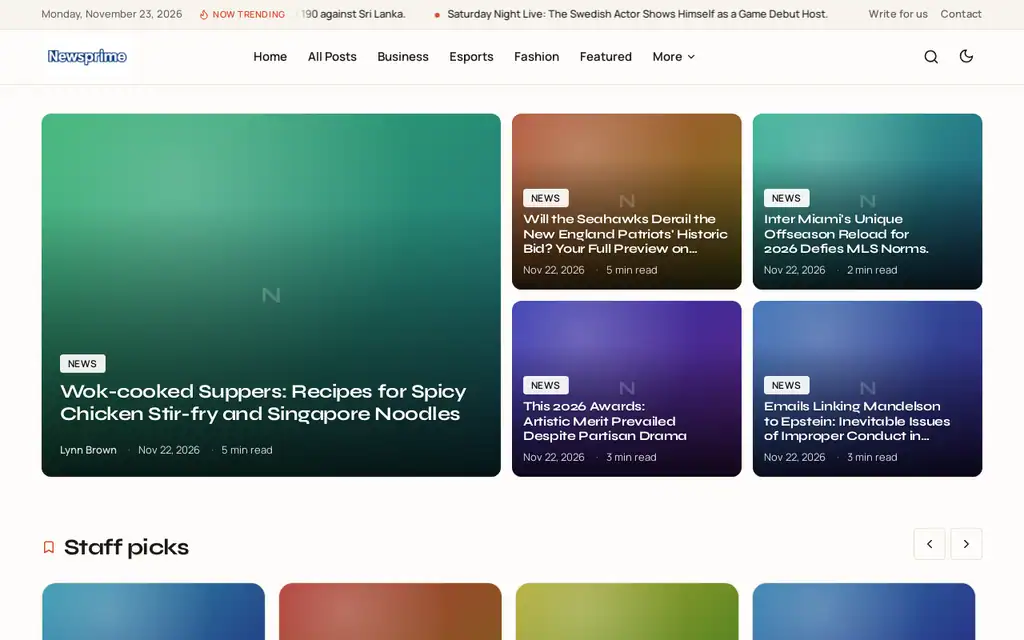 Monday, November 23, 2026
NOW TRENDING
190 against Sri Lanka.
Saturday Night Live: The Swedish Actor Shows Himself as a Game Debut Host.
Write for us
Contact
Newsprime
Home
All Posts
Business
Esports
Fashion
Featured
More
N
NEWS
Wok-cooked Suppers: Recipes for Spicy
Chicken Stir-fry and Singapore Noodles
Lynn Brown · Nov 22, 2026 · 5 min read
N
NEWS
Will the Seahawks Derail the
New England Patriots' Historic
Bid? Your Full Preview on...
Nov 22, 2026 · 5 min read
N
NEWS
Inter Miami's Unique
Offseason Reload for
2026 Defies MLS Norms.
Nov 22, 2026 · 2 min read
N
NEWS
This 2026 Awards:
Artistic Merit Prevailed
Despite Partisan Drama
Nov 22, 2026 · 3 min read
N
NEWS
Emails Linking Mandelson
to Epstein: Inevitable Issues
of Improper Conduct in...
Nov 22, 2026 · 3 min read
Staff picks